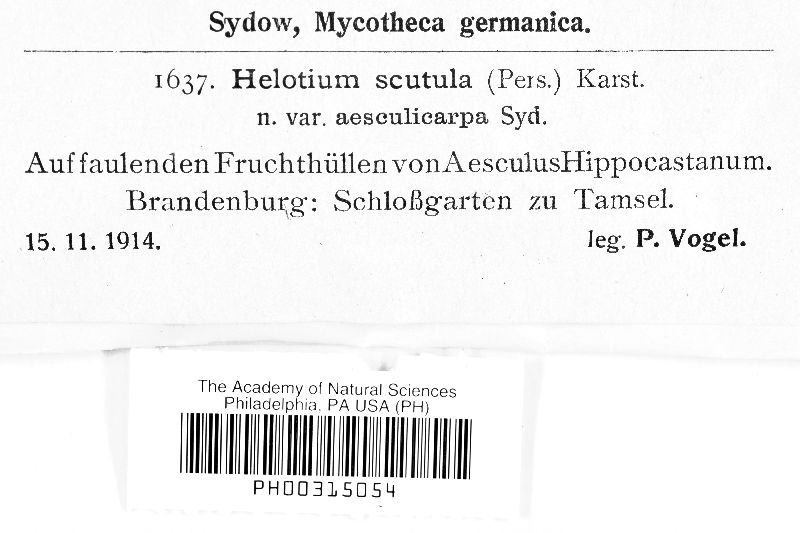 Sydow, Mycotheca germanica.
1637. Helotium scutula (Pers.) Karst.
n. var. aesculicarpa Syd.
Auf faulenden Fruchthüllen von Aesculus Hippocastanum.
Brandenburg: Schloßgarten zu Tamsel.
15. 11. 1914. leg. P. Vogel.
The Academy of Natural Sciences
Philadelphia, PA USA (PH)
PH00315054